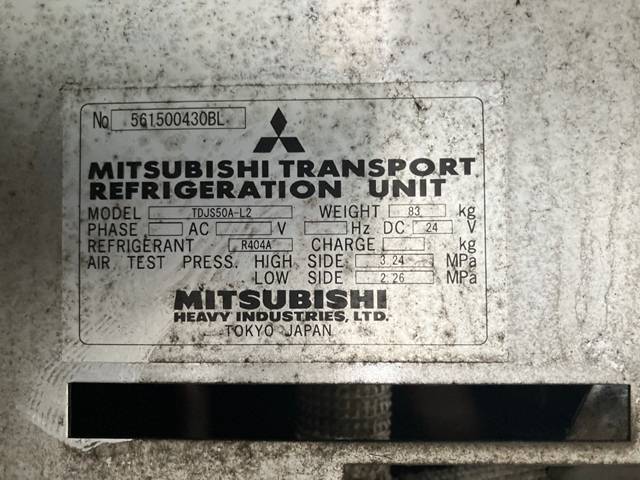 No 561500430BL
MITSUBISHI TRANSPORT
REFRIGERATION UNIT
MODEL TDJS50A-L2 WEIGHT 83 kg
PHASE AC V Hz DC 24 V
REFRIGERANT R404A CHARGE kg
AIR TEST PRESS. HIGH SIDE 3.24 MPa
LOW SIDE 2.26 MPa
MITSUBISHI
HEAVY INDUSTRIES, LTD.
TOKYO JAPAN